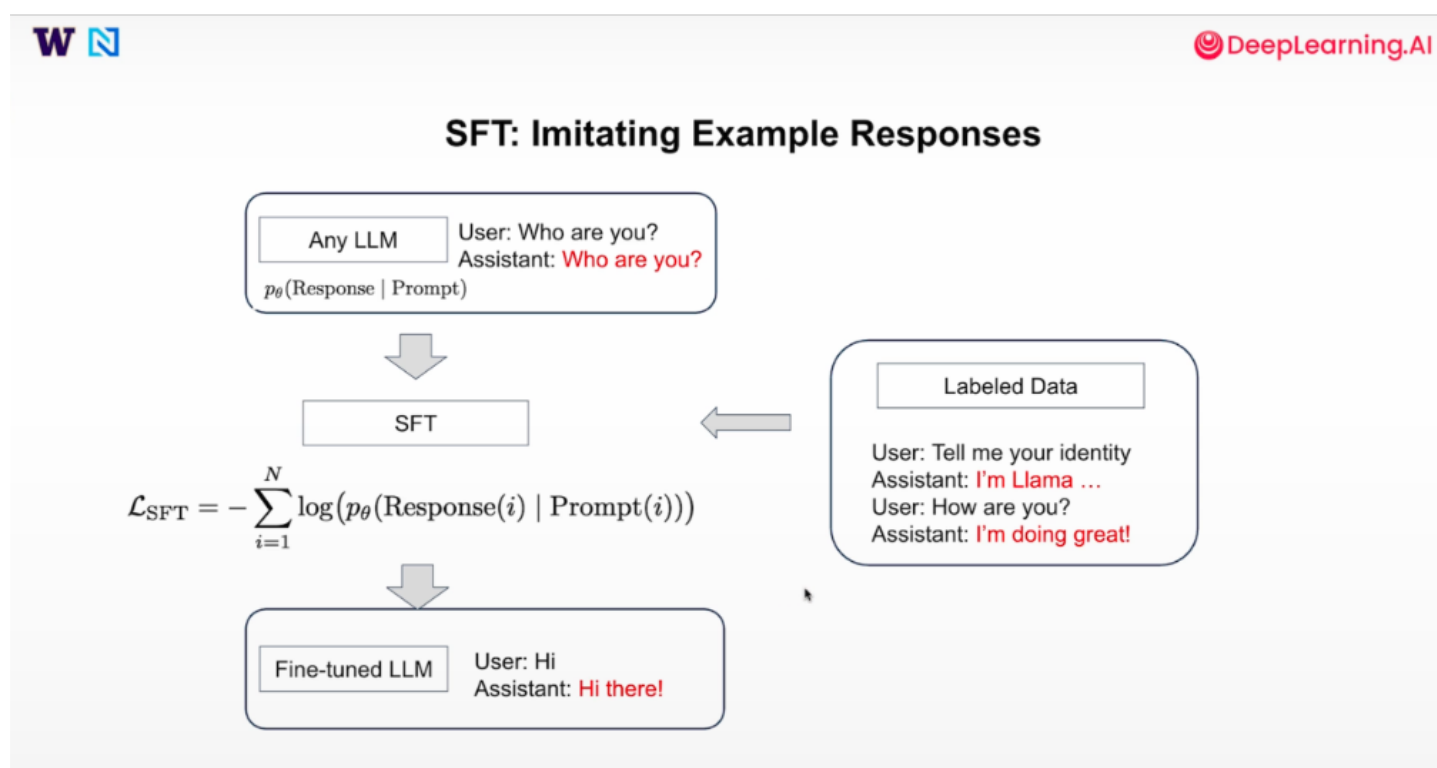 W N
DeepLearning.AI
SFT: Imitating Example Responses
Any LLM
User: Who are you?
Assistant: Who are you?
pθ(Response | Prompt)
SFT
ℒSFT = − ∑ᵢ₌₁ᴺ log(pθ(Response(i) | Prompt(i)))
Labeled Data
User: Tell me your identity
Assistant: I'm Llama ...
User: How are you?
Assistant: I'm doing great!
Fine-tuned LLM
User: Hi
Assistant: Hi there!